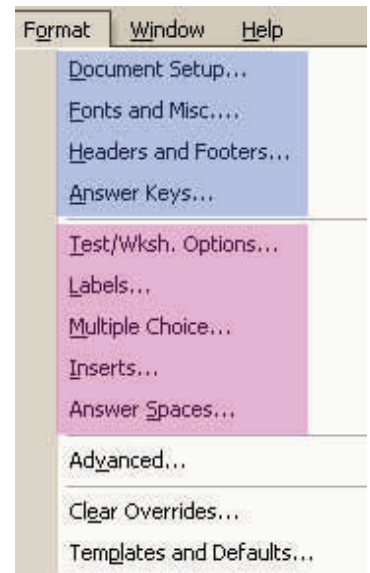 Format Window Help
Document Setup...
Fonts and Misc....
Headers and Footers...
Answer Keys...
Test/Wksh. Options...
Labels...
Multiple Choice...
Inserts...
Answer Spaces...
Advanced...
Clear Overrides...
Templates and Defaults...